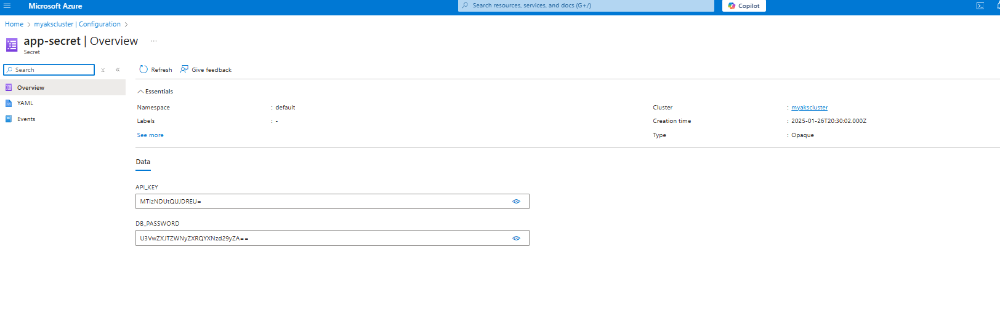 Microsoft Azure
Search resources, services, and docs (G+/)
Copilot
Home > myakscluster | Configuration >
app-secret | Overview ...
Secret
Search
Refresh
Give feedback
Overview
YAML
Events
Essentials
Namespace : default
Cluster : myakscluster
Labels : -
Creation time : 2025-01-26T20:30:02.000Z
See more
Type : Opaque
Data
API_KEY
MTIzNDUtQUJDREU=
DB_PASSWORD
U3VwZXJTZWNyZXRQYXNzd29yZA==